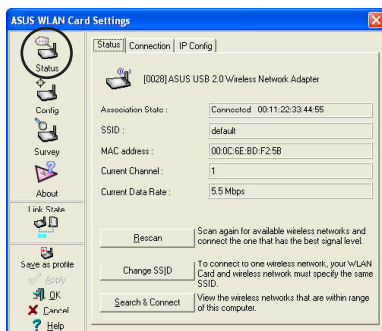 ASUS WLAN Card Settings
Status
Config
Survey
About
Link State
Save as profile
Apply
OK
Cancel
Help
Status Connection IP Config
[0028] ASUS USB 2.0 Wireless Network Adapter
Association State : Connected 00:11:22:33:44:55
SSID : default
MAC address : 00:0C:6E:BD:F2:5B
Current Channel : 1
Current Data Rate : 5.5 Mbps
Rescan
Scan again for available wireless networks and
connect the one that has the best signal level.
Change SSID
To connect to one wireless network, your WLAN
Card and wireless network must specify the same
SSID.
Search & Connect
View the wireless networks that are within range
of this computer.